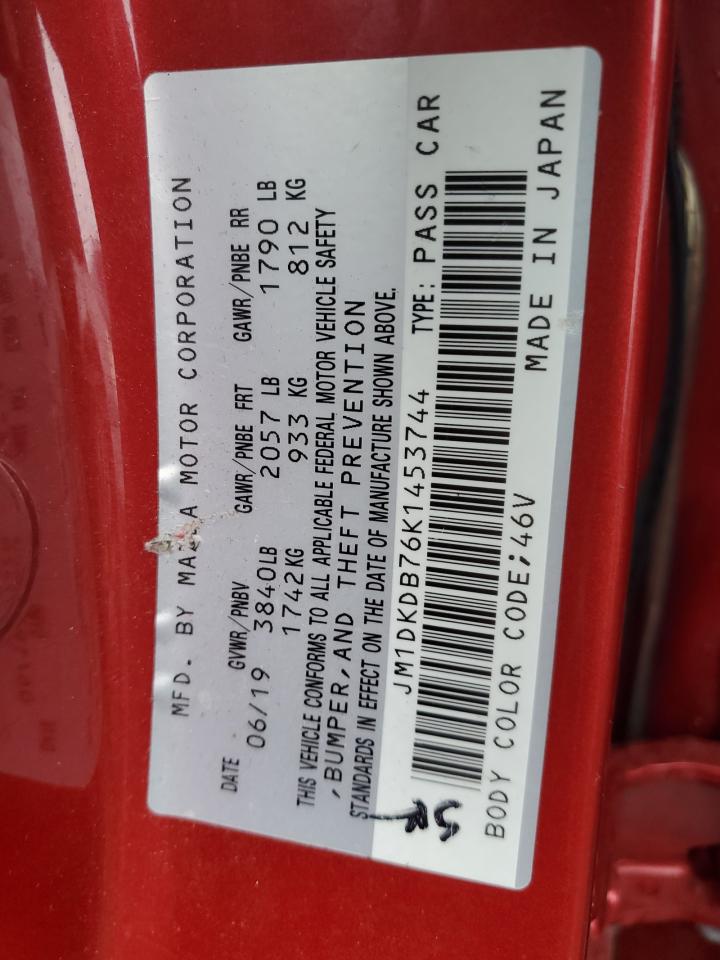 MFD. BY MA A MOTOR CORPORATION
DATE GVWR/PNBV GAWR/PNBE FRT GAWR/PNBE RR
06/19 3840LB 2057 LB 1790 LB
1742KG 933 KG 812 KG
THIS VEHICLE CONFORMS TO ALL APPLICABLE FEDERAL MOTOR VEHICLE SAFETY
,BUMPER,AND THEFT PREVENTION
STANDARDS IN EFFECT ON THE DATE OF MANUFACTURE SHOWN ABOVE.
JM1DKDB76K1453744 TYPE: PASS CAR
BODY COLOR CODE;46V MADE IN JAPAN